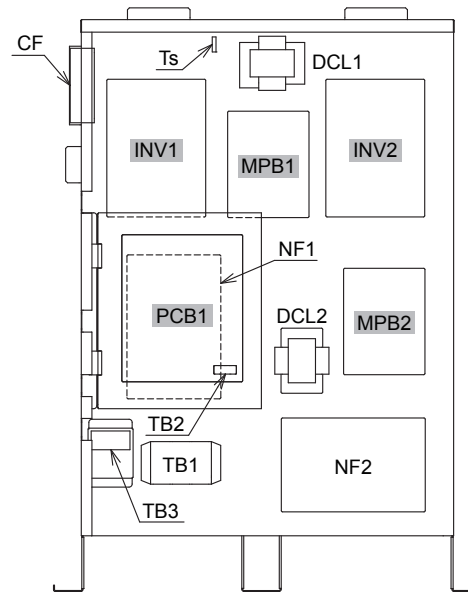 CF
Ts
DCL1
INV1
MPB1
INV2
NF1
PCB1
DCL2
MPB2
TB2
TB1
NF2
TB3